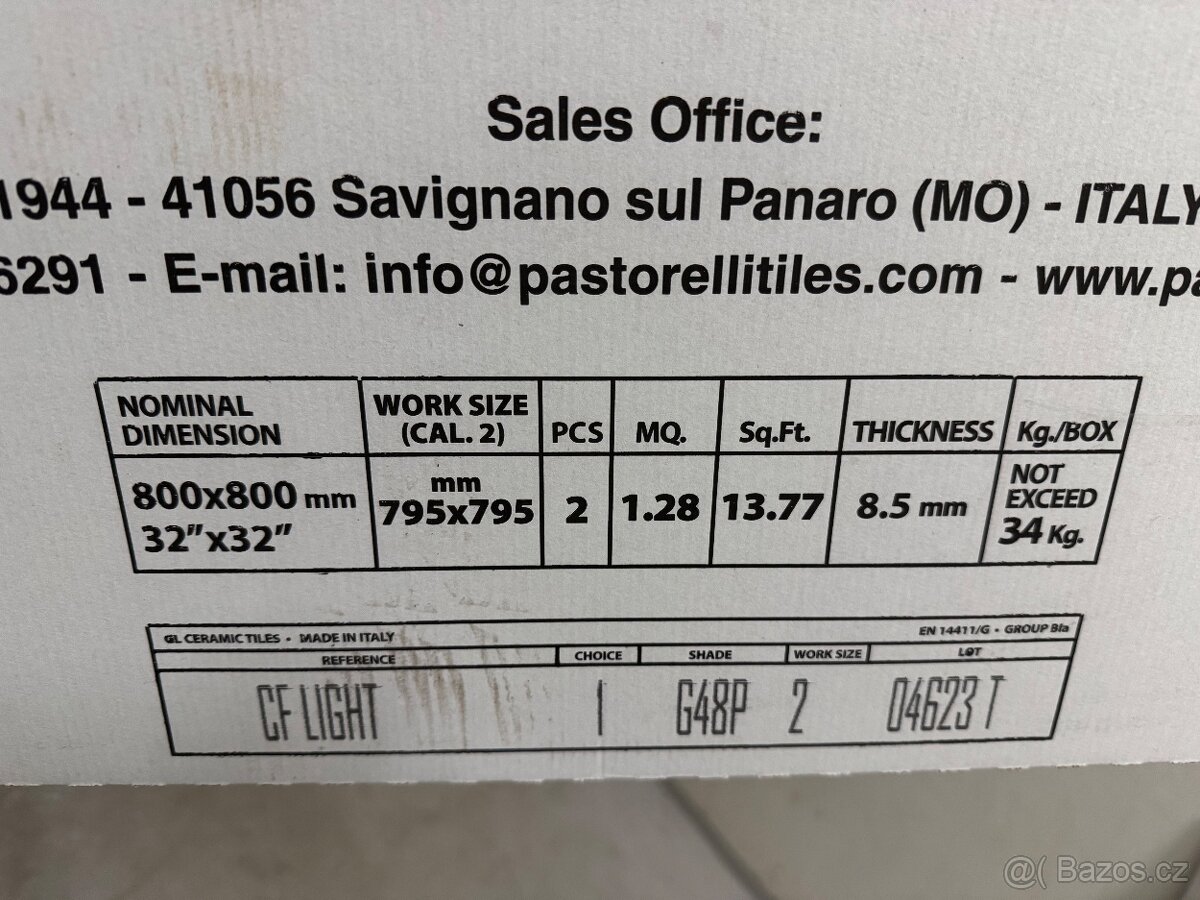 Sales Office:
1944 - 41056 Savignano sul Panaro (MO) - ITALY
6291 - E-mail: info@pastorellitiles.com - www.pa
NOMINAL DIMENSION WORK SIZE (CAL. 2) PCS MQ. Sq.Ft. THICKNESS Kg./BOX
800x800 mm 32”x32” mm 795x795 2 1.28 13.77 8.5 mm NOT EXCEED 34 Kg.
GL CERAMIC TILES • MADE IN ITALY EN 14411/G • GROUP BIa
REFERENCE CHOICE SHADE WORK SIZE LOT
CF LIGHT 1 G48P 2 04623 T
@( Bazos.cz